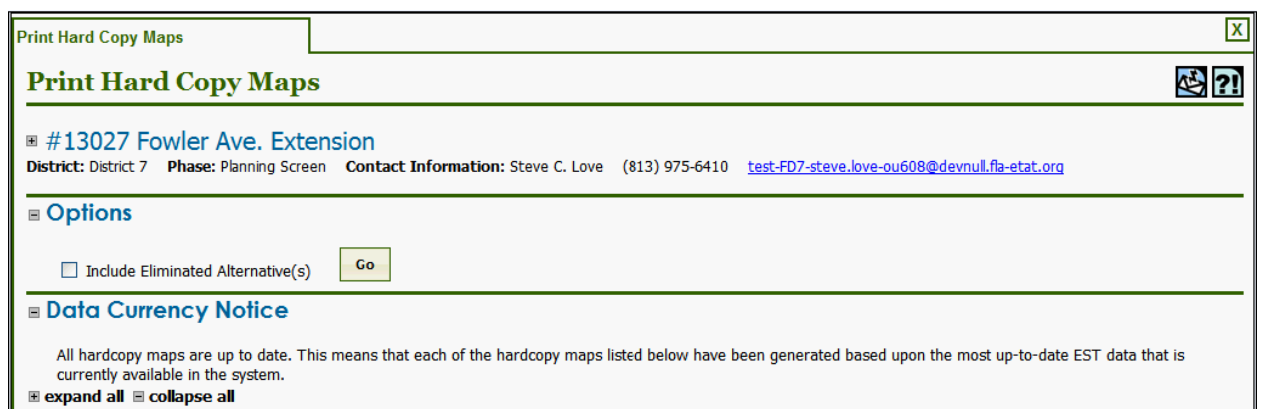 Print Hard Copy Maps
X
Print Hard Copy Maps
?!
#13027 Fowler Ave. Extension
District: District 7 Phase: Planning Screen Contact Information: Steve C. Love (813) 975-6410 test-FD7-steve.love-ou608@devnull.fla-etat.org
Options
Include Eliminated Alternative(s) Go
Data Currency Notice
All hardcopy maps are up to date. This means that each of the hardcopy maps listed below have been generated based upon the most up-to-date EST data that is
currently available in the system.
expand all collapse all